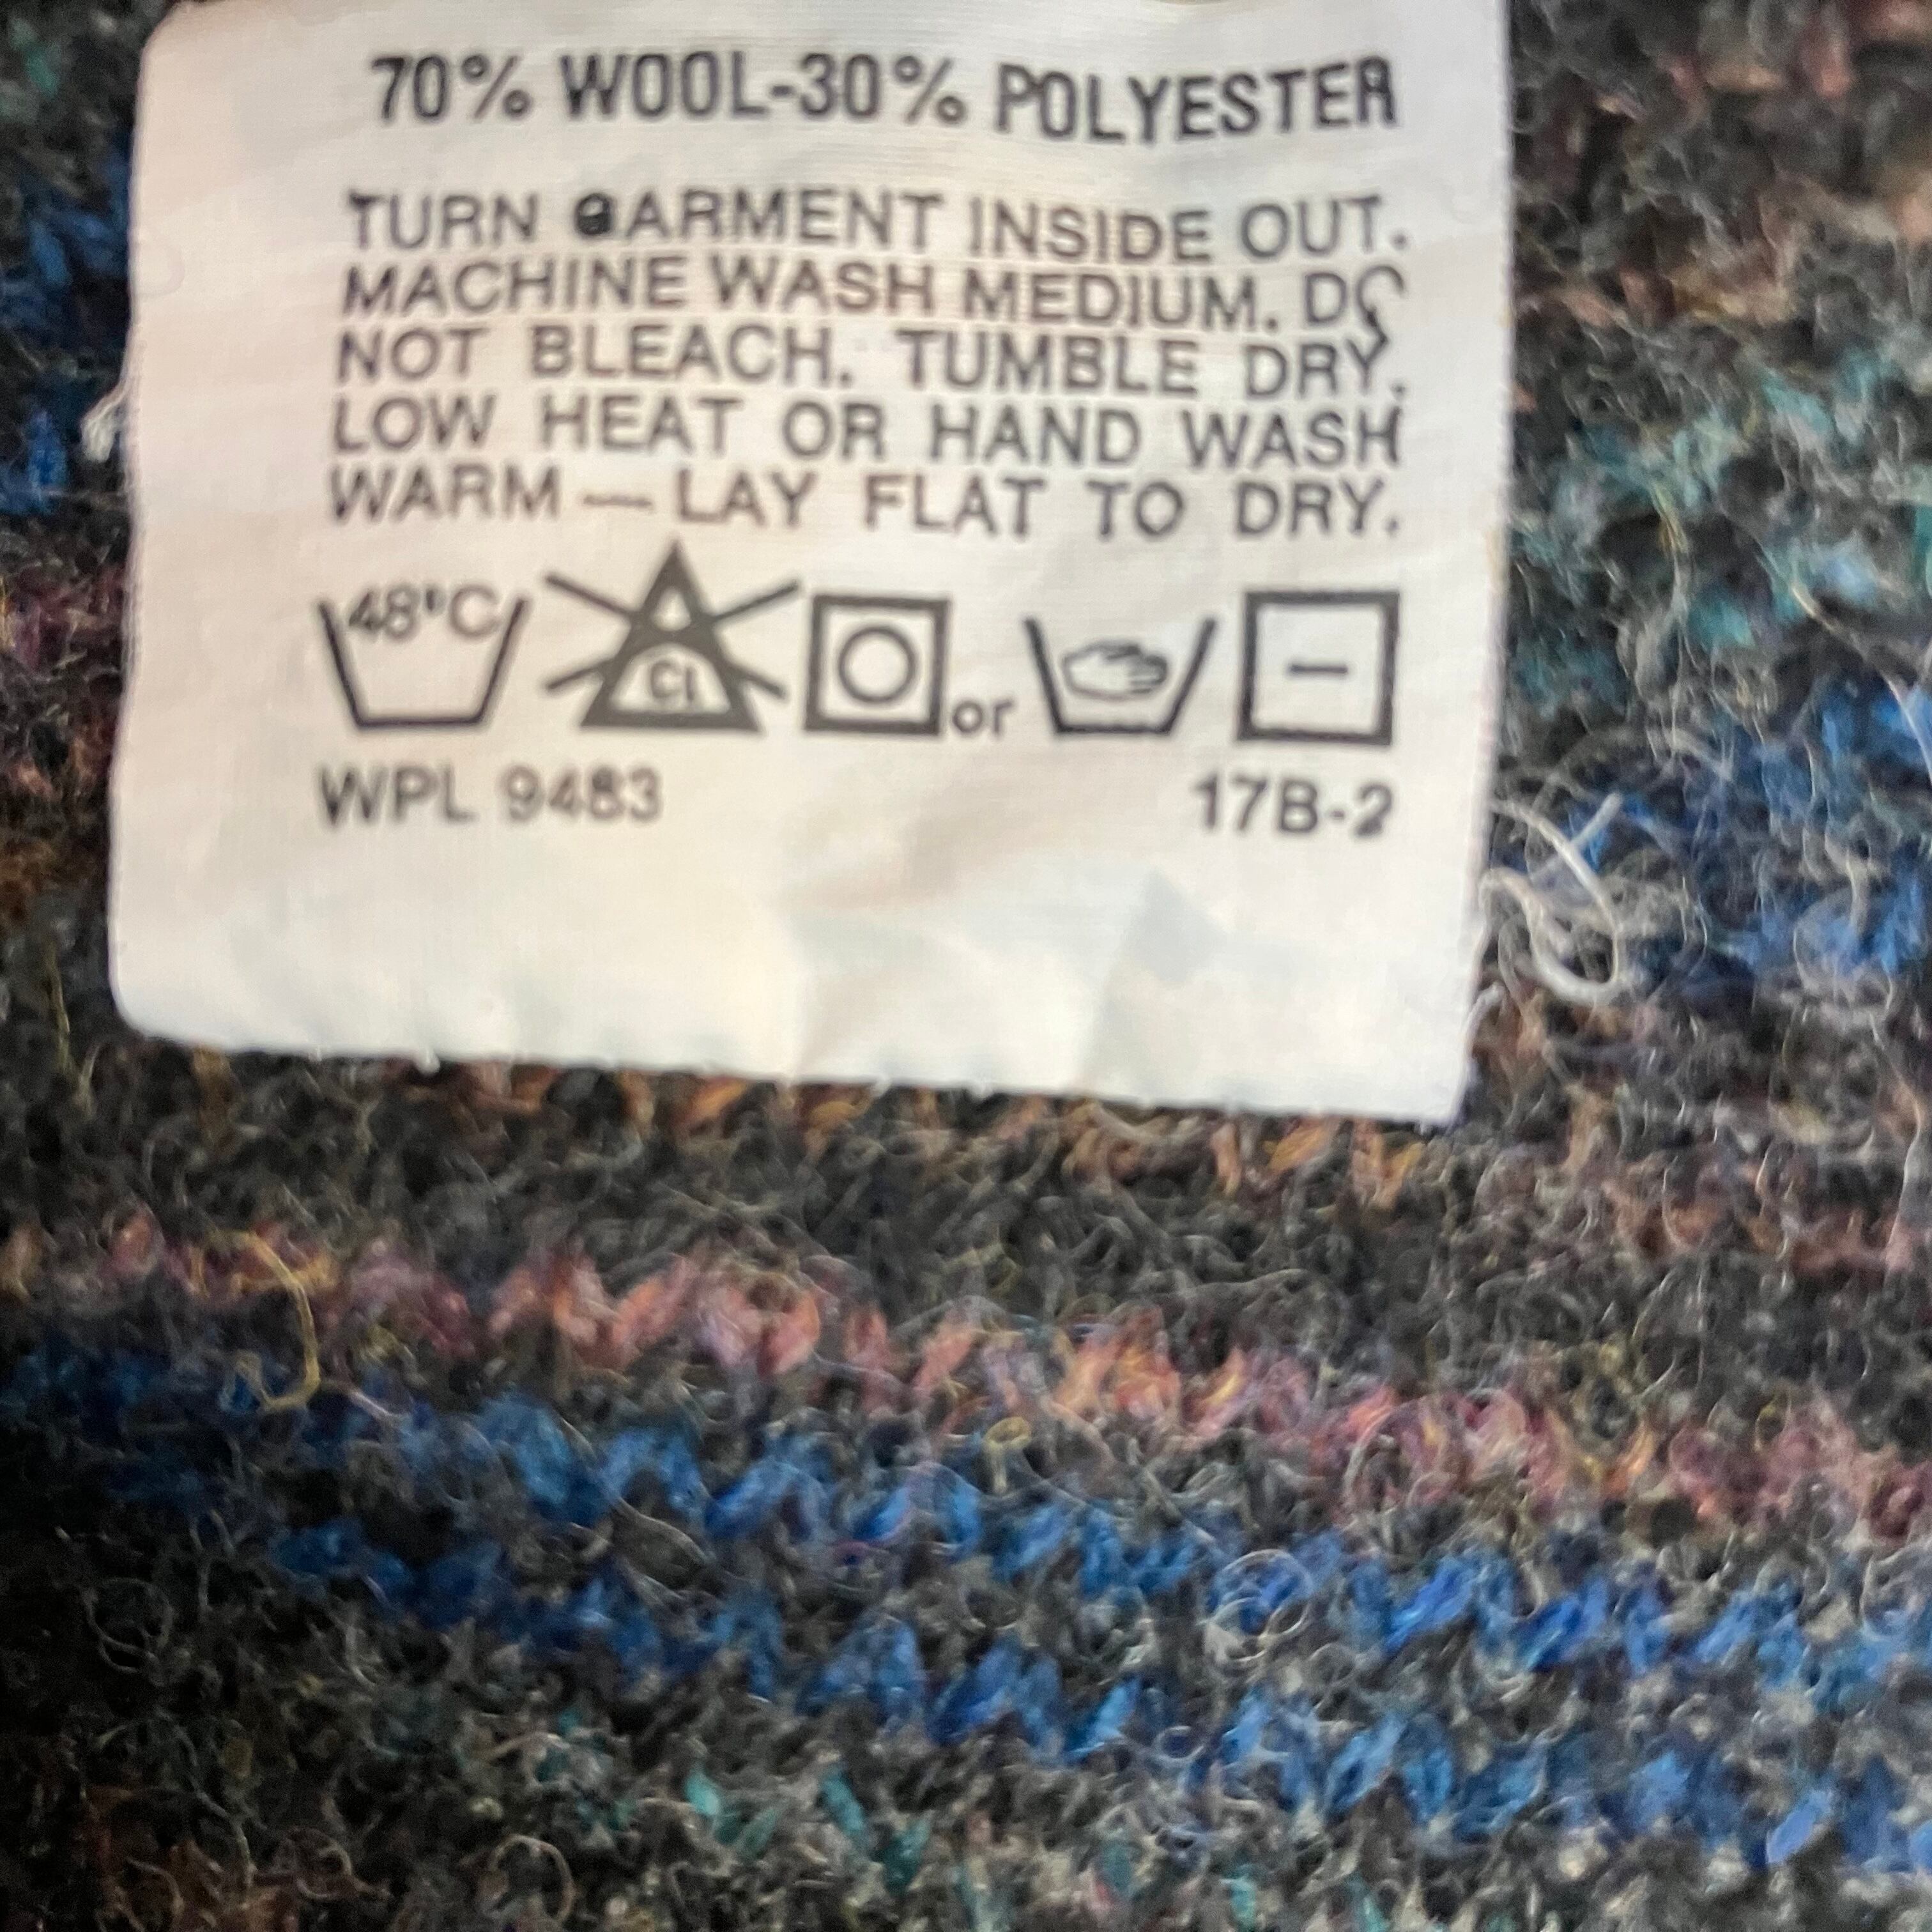 70% WOOL-30% POLYESTER
TURN GARMENT INSIDE OUT.
MACHINE WASH MEDIUM. DO
NOT BLEACH. TUMBLE DRY.
LOW HEAT OR HAND WASH
WARM — LAY FLAT TO DRY.
48°C Cl or
WPL 9483 17B-2